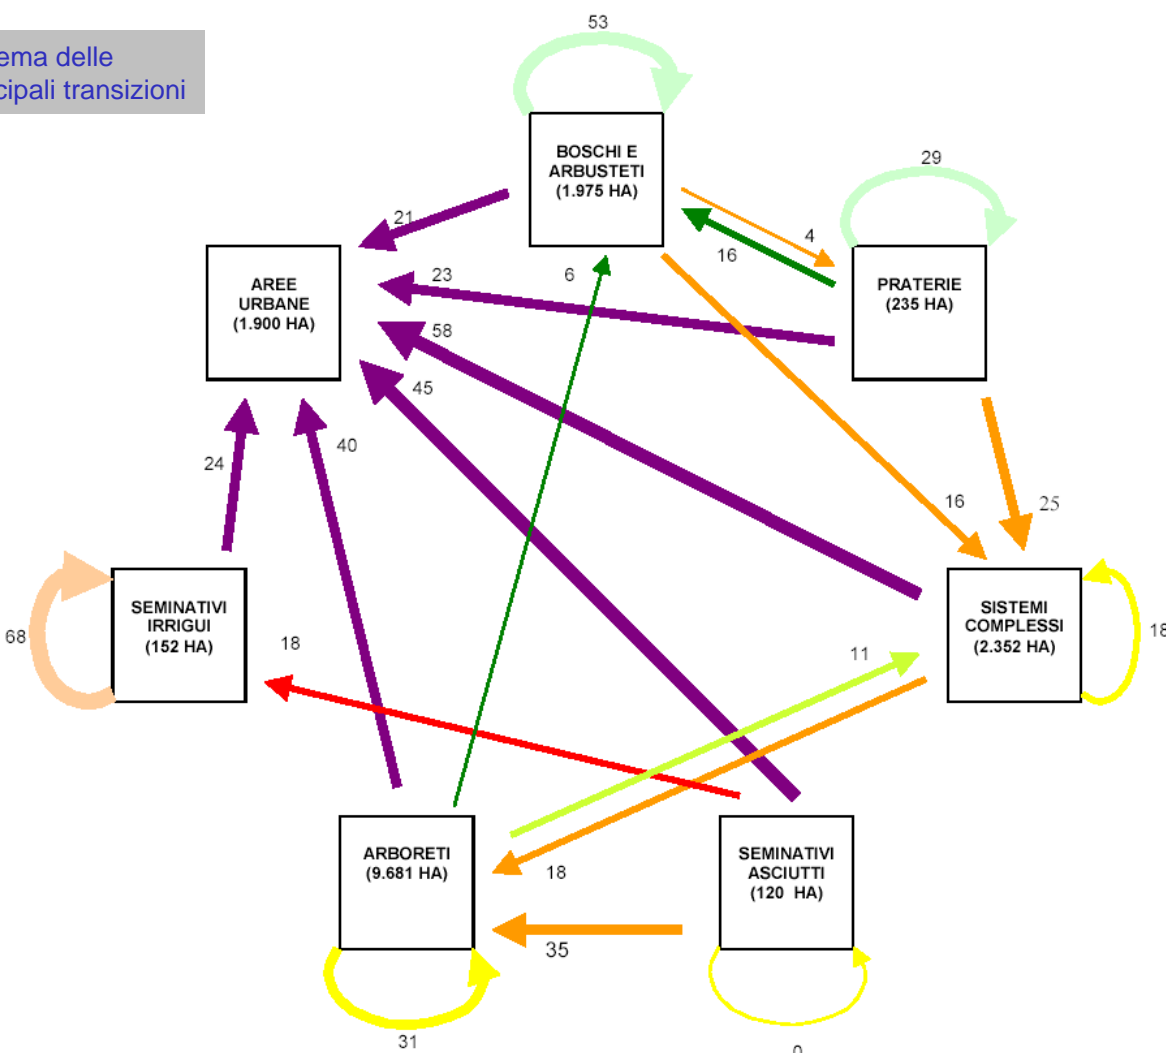 53
ema delle
cipali transizioni
BOSCHI E
ARBUSTETI
(1.975 HA)
29
21
4
16
6
23
AREE
URBANE
(1.900 HA)
PRATERIE
(235 HA)
58
45
40
24
16
25
SEMINATIVI
IRRIGUI
(152 HA)
68
18
11
SISTEMI
COMPLESSI
(2.352 HA)
18
ARBORETI
(9.681 HA)
18
SEMINATIVI
ASCIUTTI
(120 HA)
35
31
0